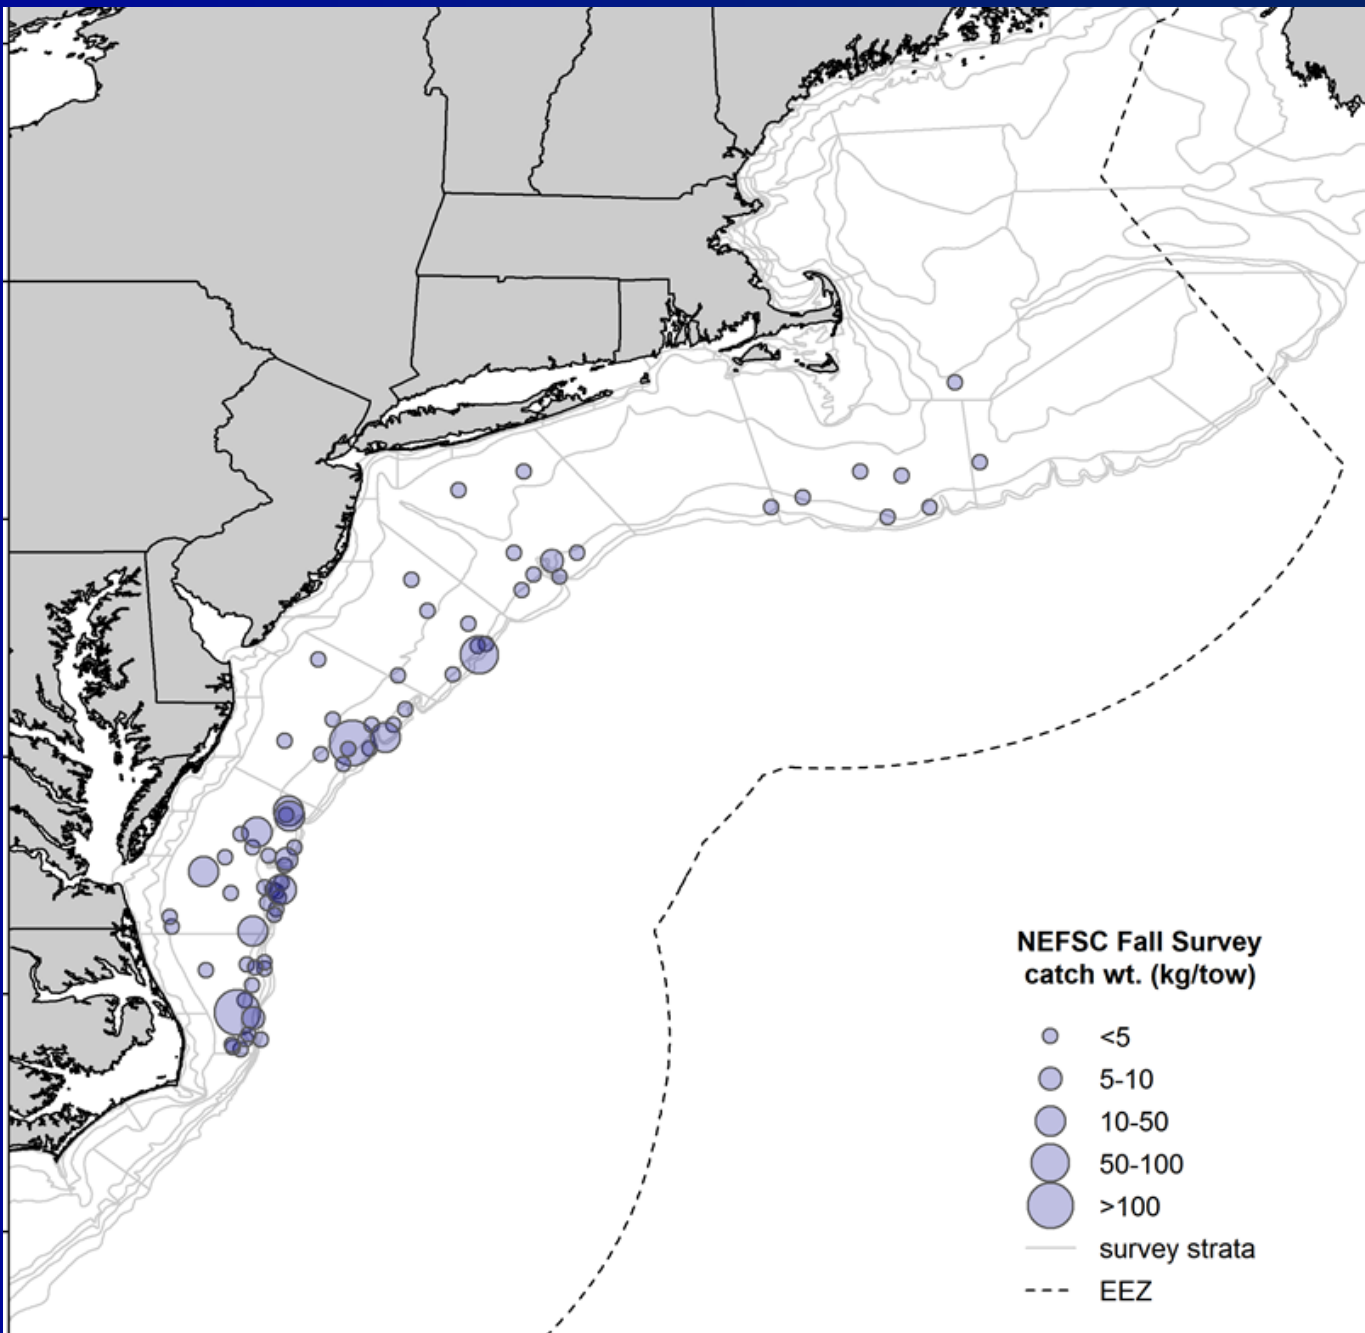 NEFSC Fall Survey
catch wt. (kg/tow)
<5
5-10
10-50
50-100
>100
survey strata
EEZ